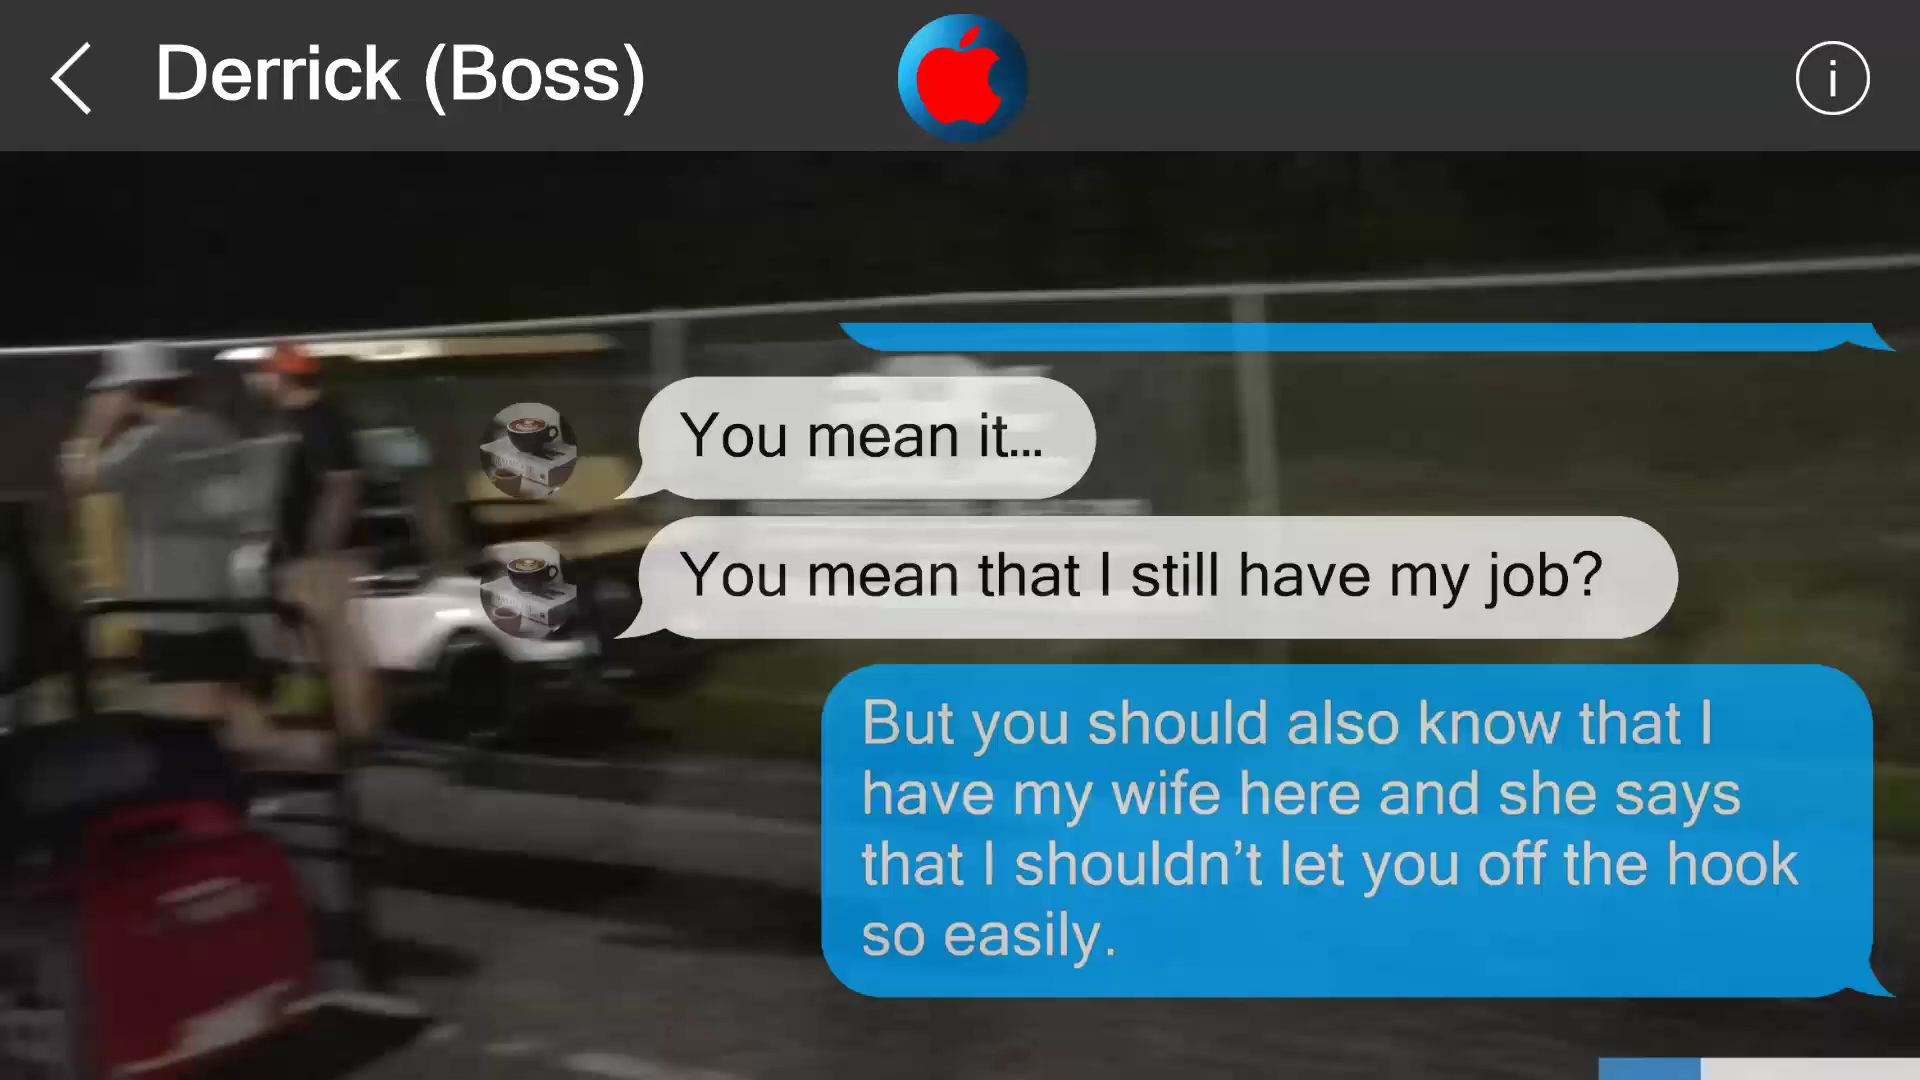 Derrick (Boss)
You mean it...
You mean that I still have my job?
But you should also know that I
have my wife here and she says
that I shouldn’t let you off the hook
so easily.